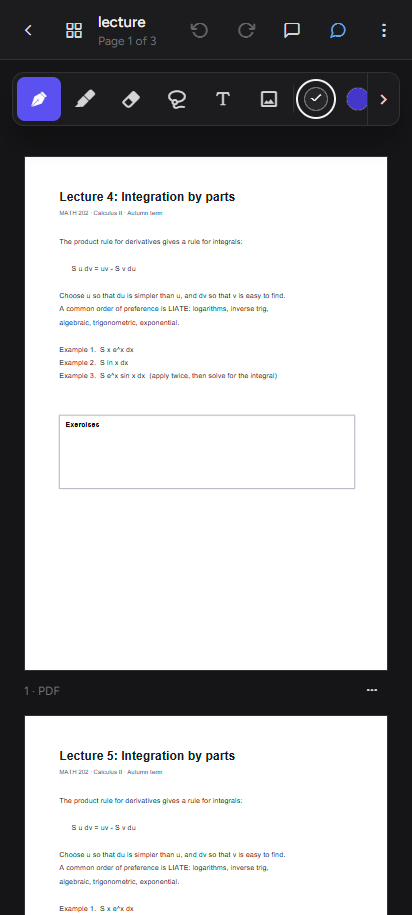 lecture
Page 1 of 3
T
Lecture 4: Integration by parts
MATH 202 · Calculus II · Autumn term
The product rule for derivatives gives a rule for integrals:
S u dv = uv - S v du
Choose u so that du is simpler than u, and dv so that v is easy to find.
A common order of preference is LIATE: logarithms, inverse trig,
algebraic, trigonometric, exponential.
Example 1. S x e^x dx
Example 2. S ln x dx
Example 3. S e^x sin x dx (apply twice, then solve for the integral)
Exercises
1 · PDF
Lecture 5: Integration by parts
MATH 202 · Calculus II · Autumn term
The product rule for derivatives gives a rule for integrals:
S u dv = uv - S v du
Choose u so that du is simpler than u, and dv so that v is easy to find.
A common order of preference is LIATE: logarithms, inverse trig,
algebraic, trigonometric, exponential.
Example 1. S x e^x dx